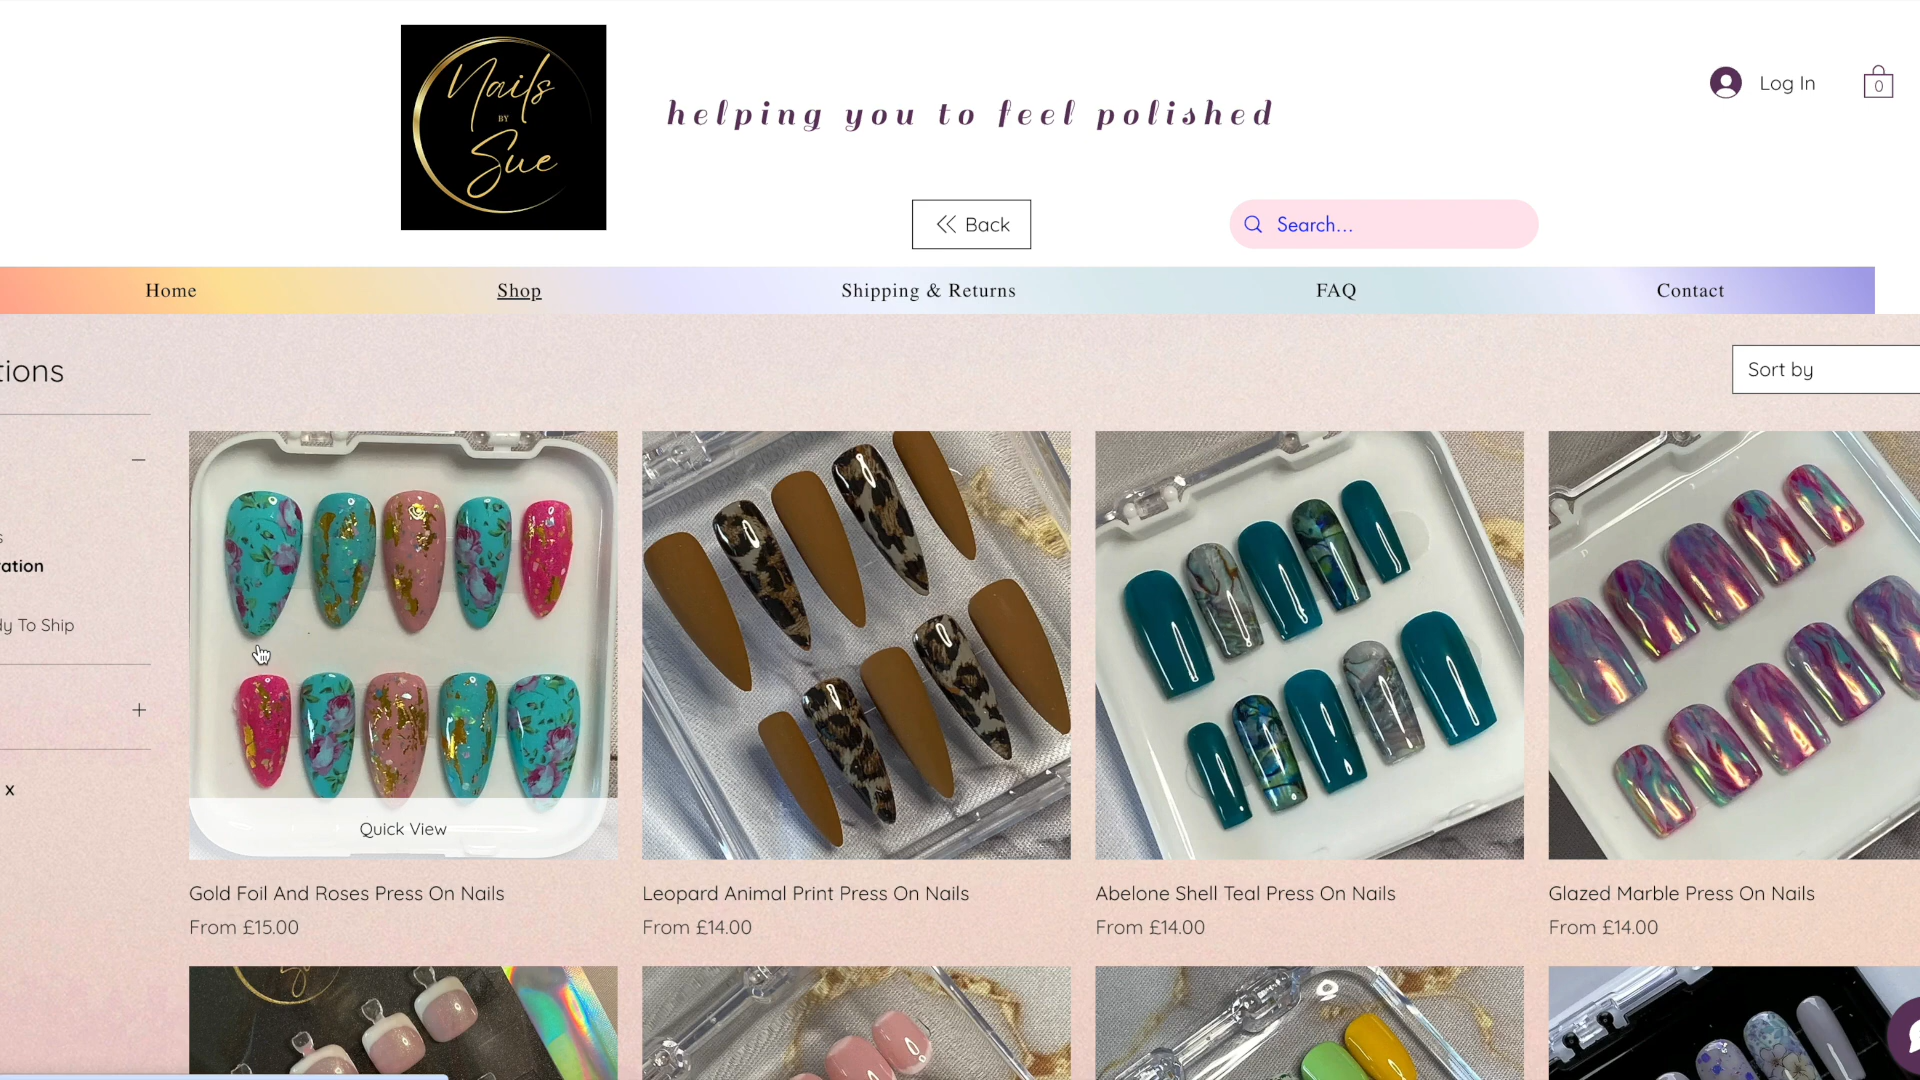 Nails
BY
Sue
helping you to feel polished
Log In
0
Back
Search...
Home
Shop
Shipping & Returns
FAQ
Contact
tions
Sort by
s
ration
dy To Ship
x
Quick View
Gold Foil And Roses Press On Nails
From £15.00
Leopard Animal Print Press On Nails
From £14.00
Abelone Shell Teal Press On Nails
From £14.00
Glazed Marble Press On Nails
From £14.00